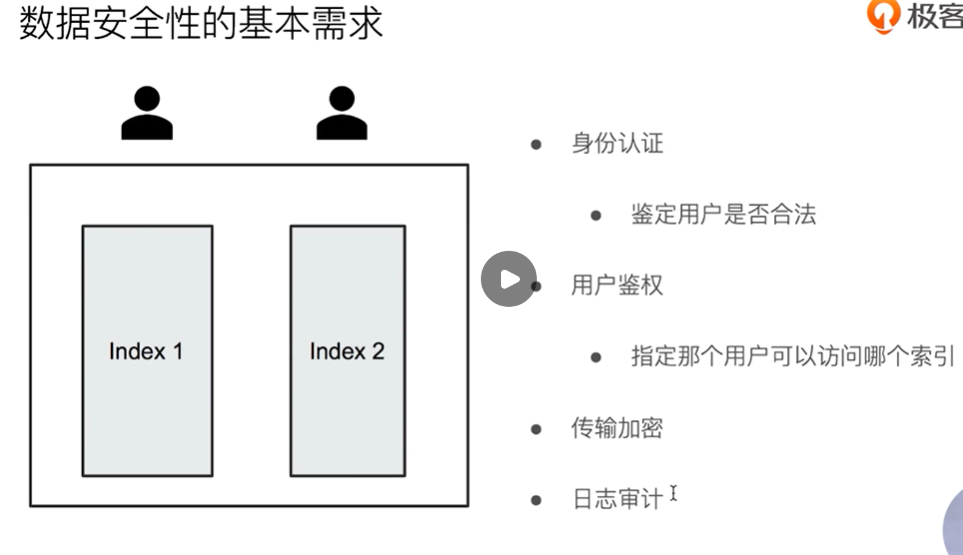 数据安全性的基本需求
极客
身份认证
鉴定用户是否合法
用户鉴权
指定那个用户可以访问哪个索引
传输加密
日志审计
Index 1
Index 2